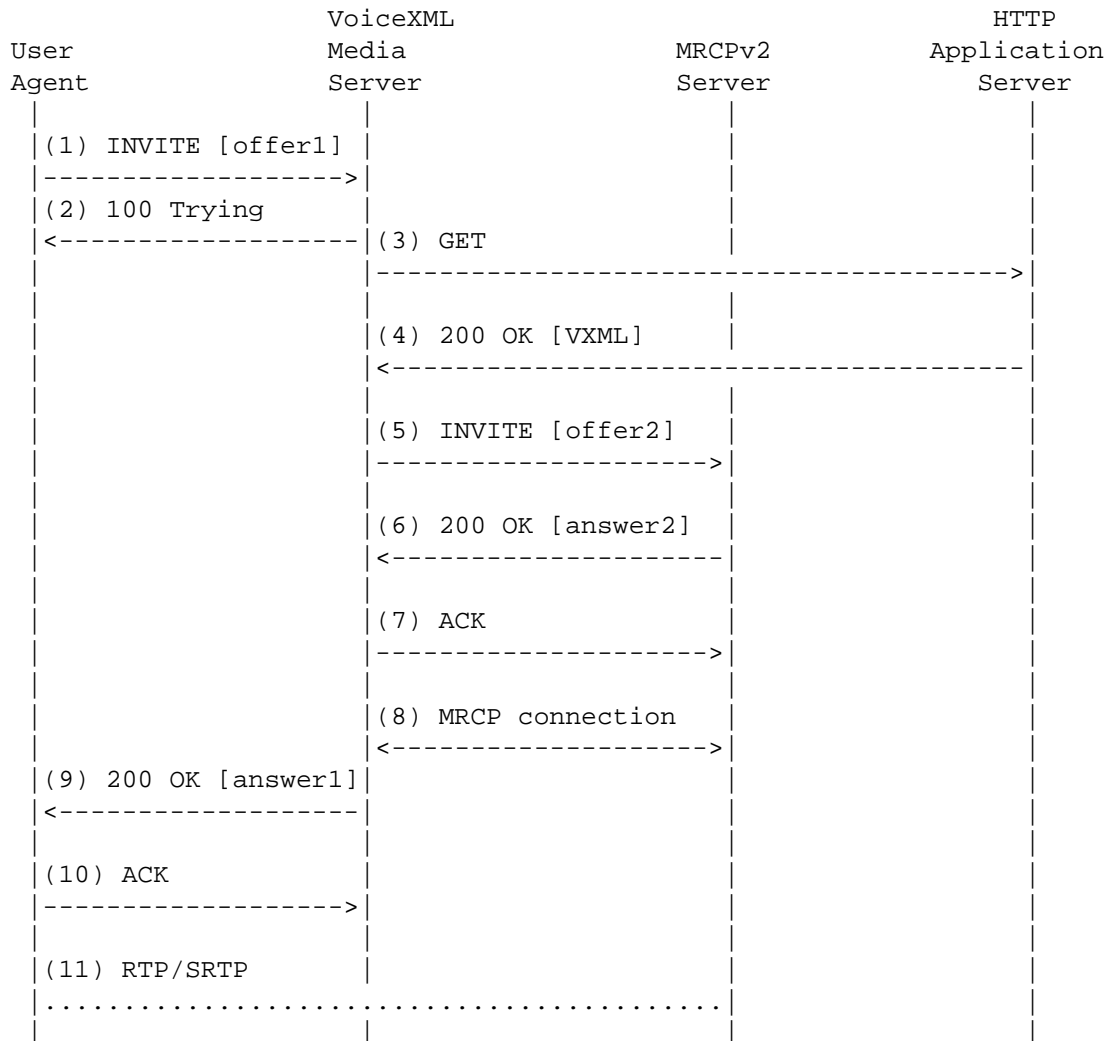 VoiceXML HTTP
User Media MRCPv2 Application
Agent Server Server Server
(1) INVITE [offer1]
(2) 100 Trying
(3) GET
(4) 200 OK [VXML]
(5) INVITE [offer2]
(6) 200 OK [answer2]
(7) ACK
(8) MRCP connection
(9) 200 OK [answer1]
(10) ACK
(11) RTP/SRTP